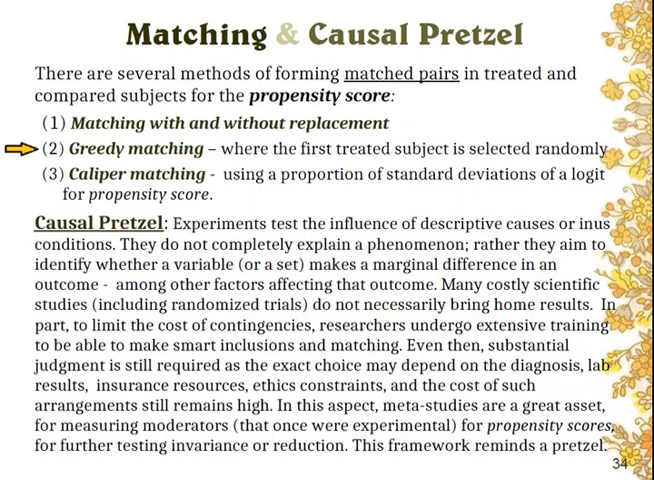 Matching & Causal Pretzel
There are several methods of forming matched pairs in treated and
compared subjects for the propensity score:
(1) Matching with and without replacement
(2) Greedy matching – where the first treated subject is selected randomly
(3) Caliper matching - using a proportion of standard deviations of a logit
for propensity score.
Causal Pretzel: Experiments test the influence of descriptive causes or inus
conditions. They do not completely explain a phenomenon; rather they aim to
identify whether a variable (or a set) makes a marginal difference in an
outcome - among other factors affecting that outcome. Many costly scientific
studies (including randomized trials) do not necessarily bring home results. In
part, to limit the cost of contingencies, researchers undergo extensive training
to be able to make smart inclusions and matching. Even then, substantial
judgment is still required as the exact choice may depend on the diagnosis, lab
results, insurance resources, ethics constraints, and the cost of such
arrangements still remains high. In this aspect, meta-studies are a great asset,
for measuring moderators (that once were experimental) for propensity scores,
for further testing invariance or reduction. This framework reminds a pretzel.
34